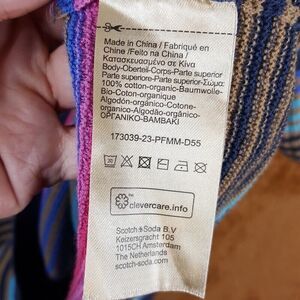 Made in China / Fabriqué en
Chine /Feito na China /
Κατασκευασμένο σε Κίνα
Body-Oberteil-Corps-Parte superior
Parte superiore-Parte superior-Σώμα:
100% cotton-organic-Baumwolle-
Bio-Coton-organique
Algodón-orgánico-Cotone-
organico-Algodão-orgânico-
ΟΡΓΑΝΙΚΟ-ΒΑΜΒΑΚΙ
173039-23-PFMM-D55
clevercare.info
Scotch & Soda B.V
Keizersgracht 105
1015CH Amsterdam
The Netherlands
scotch-soda.com